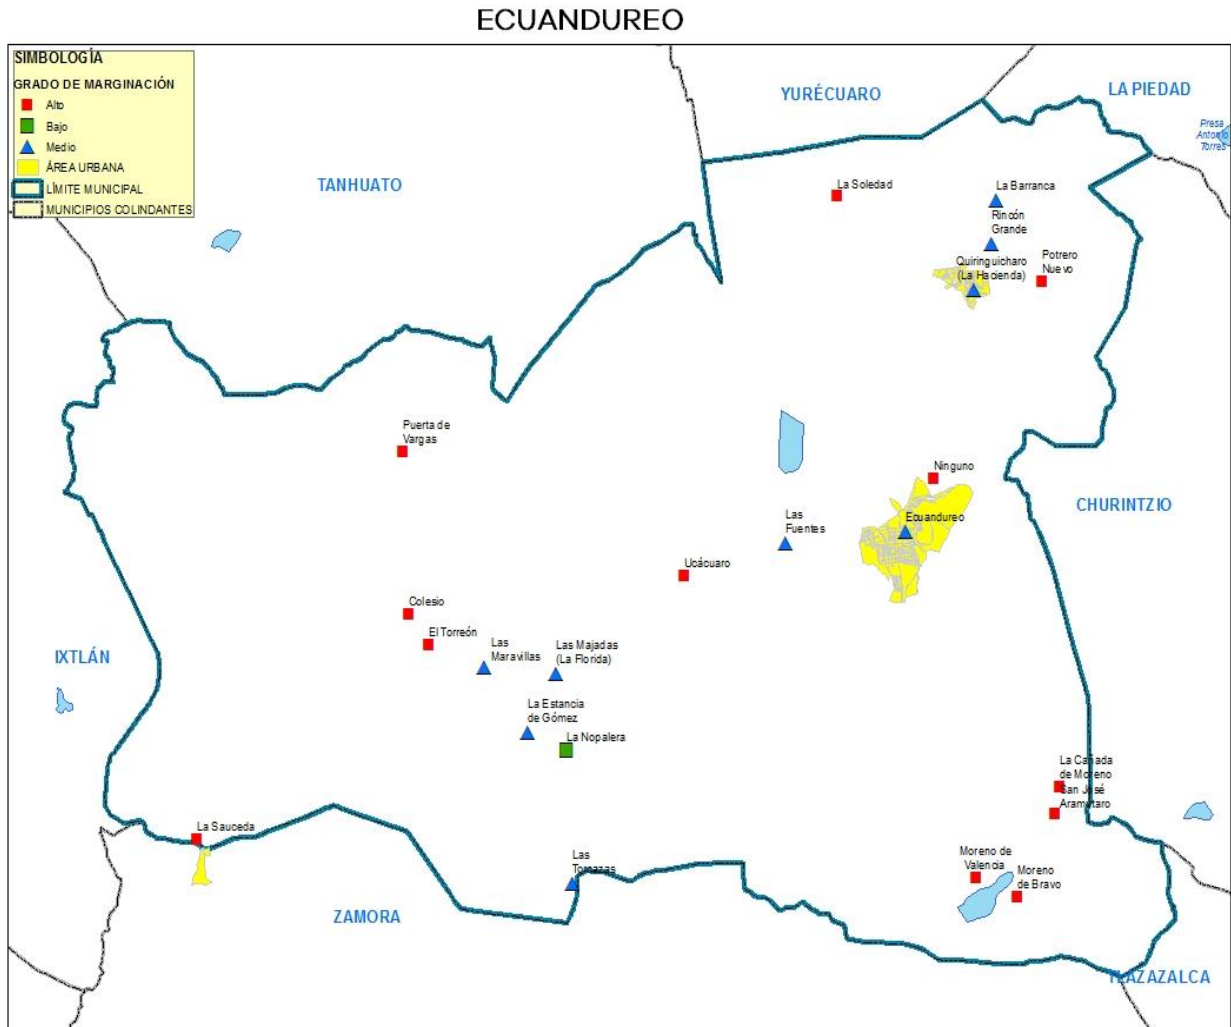 ECUANDUREO
SIMBOLOGÍA
GRADO DE MARGINACIÓN
Alto
Bajo
Medio
ÁREA URBANA
LÍMITE MUNICIPAL
MUNICIPIOS COLINDANTES
YURÉCUARO
LA PIEDAD
Presa
Antonio
Torres
TANHUATO
La Soledad
La Barranca
Rincón
Grande
Quiringuicharo
(La Hacienda)
Potrero
Nuevo
Puerta de
Vargas
Ninguno
CHURINTZIO
Las
Fuentes
Ecuandureo
Ucácuaro
Colesio
El Torreón
IXTLÁN
Las
Maravillas
Las Majadas
(La Florida)
La Estancia
de Gómez
La Nopalera
La Cañada
de Moreno
San José
Aramútaro
La Sauceda
Las
Moreno de
Valencia
Moreno
de Bravo
ZAMORA
TLAZAZALCA